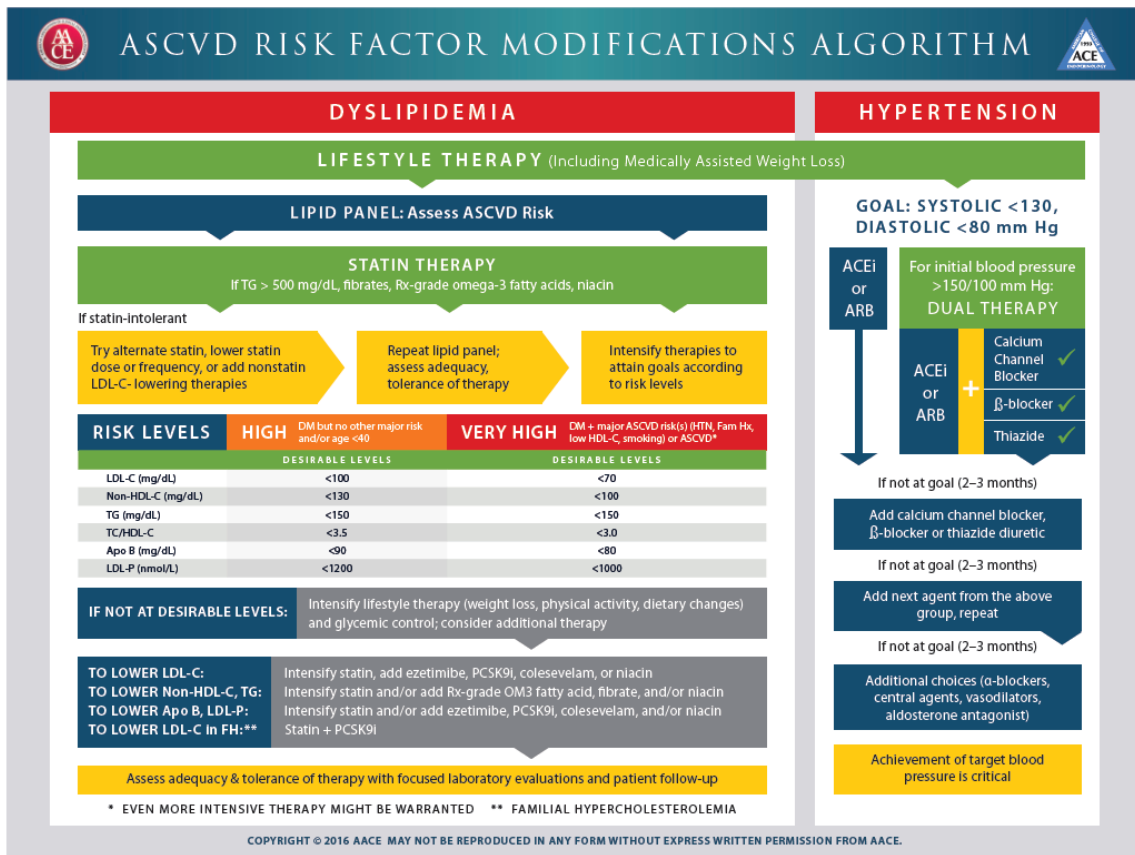 AACE
ASCVD RISK FACTOR MODIFICATIONS ALGORITHM
ACE
DYSLIPIDEMIA
HYPERTENSION
LIFESTYLE THERAPY (Including Medically Assisted Weight Loss)
LIPID PANEL: Assess ASCVD Risk
STATIN THERAPY
If TG > 500 mg/dL, fibrates, Rx-grade omega-3 fatty acids, niacin
If statin-intolerant
Try alternate statin, lower statin
dose or frequency, or add nonstatin
LDL-C- lowering therapies
Repeat lipid panel;
assess adequacy,
tolerance of therapy
Intensify therapies to
attain goals according
to risk levels
RISK LEVELS
HIGH
DM but no other major risk
and/or age <40
VERY HIGH
DM + major ASCVD risk(s) (HTN, Fam Hx,
low HDL-C, smoking) or ASCVD*
DESIRABLE LEVELS DESIRABLE LEVELS
LDL-C (mg/dL) <100 <70
Non-HDL-C (mg/dL) <130 <100
TG (mg/dL) <150 <150
TC/HDL-C <3.5 <3.0
Apo B (mg/dL) <90 <80
LDL-P (nmol/L) <1200 <1000
IF NOT AT DESIRABLE LEVELS:
Intensify lifestyle therapy (weight loss, physical activity, dietary changes)
and glycemic control; consider additional therapy
TO LOWER LDL-C: Intensify statin, add ezetimibe, PCSK9i, colesevelam, or niacin
TO LOWER Non-HDL-C, TG: Intensify statin and/or add Rx-grade OM3 fatty acid, fibrate, and/or niacin
TO LOWER Apo B, LDL-P: Intensify statin and/or add ezetimibe, PCSK9i, colesevelam, and/or niacin
TO LOWER LDL-C in FH:** Statin + PCSK9i
Assess adequacy & tolerance of therapy with focused laboratory evaluations and patient follow-up
* EVEN MORE INTENSIVE THERAPY MIGHT BE WARRANTED ** FAMILIAL HYPERCHOLESTEROLEMIA
GOAL: SYSTOLIC <130,
DIASTOLIC <80 mm Hg
ACEi
or
ARB
For initial blood pressure
>150/100 mm Hg:
DUAL THERAPY
ACEi
or
ARB
+
Calcium
Channel
Blocker ✓
ß-blocker ✓
Thiazide ✓
If not at goal (2–3 months)
Add calcium channel blocker,
ß-blocker or thiazide diuretic
If not at goal (2–3 months)
Add next agent from the above
group, repeat
If not at goal (2–3 months)
Additional choices (α-blockers,
central agents, vasodilators,
aldosterone antagonist)
Achievement of target blood
pressure is critical
COPYRIGHT © 2016 AACE MAY NOT BE REPRODUCED IN ANY FORM WITHOUT EXPRESS WRITTEN PERMISSION FROM AACE.